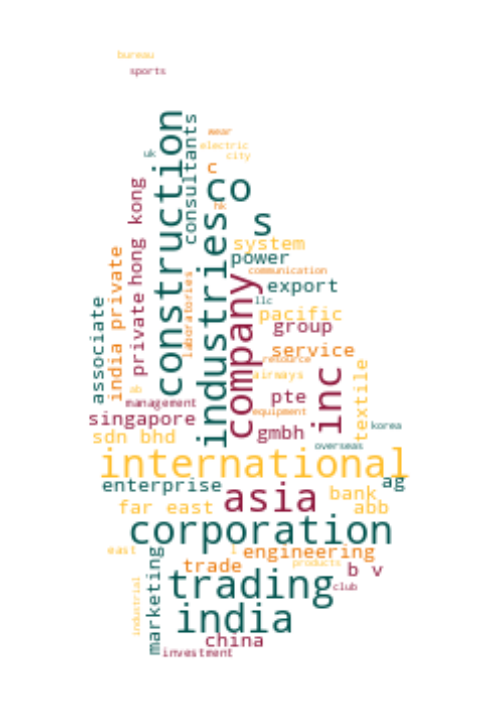 bureau
sports
construction
consultants
wear
electric
city
uk
c
co
hk
s
kong
hong
private
india private
associate
laboratories
industries
company
system
power
communication
export
llc
pacific
group
service
resource
airways
inc
textile
ab
management
pte
equipment
singapore
gmbh
korea
sdn bhd
overseas
international
enterprise
asia
ag
bank
far east
abb
corporation
east
l
engineering
marketing
trade
products
b v
industrial
trading
club
india
china
investment